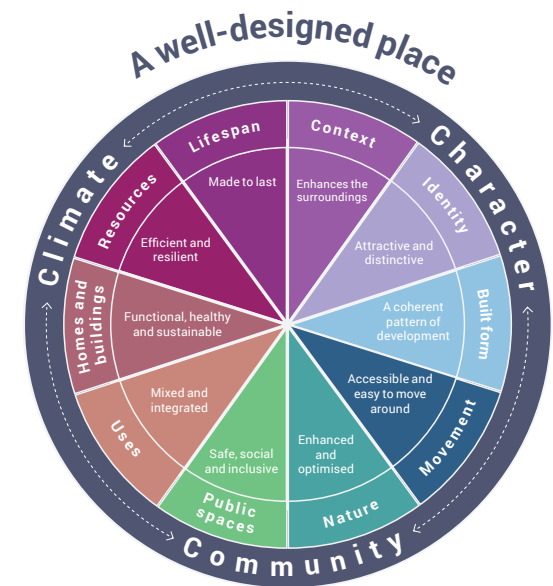 A well-designed place
Climate
Character
Community
Context
Enhances the
surroundings
Identity
Attractive and
distinctive
Built form
A coherent
pattern of
development
Movement
Accessible and
easy to move
around
Nature
Enhanced
and
optimised
Public
spaces
Safe, social
and inclusive
Uses
Mixed and
integrated
Homes and
buildings
Functional, healthy
and sustainable
Resources
Efficient and
resilient
Lifespan
Made to last